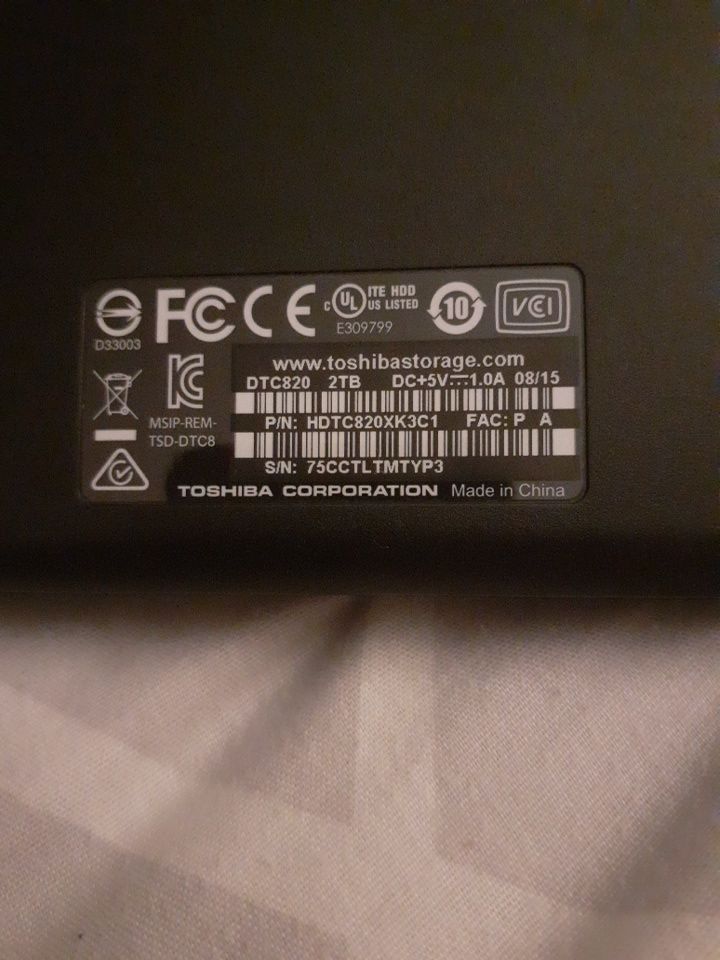 D33003
FC CE
c UL US LISTED
ITE HDD
E309799
10
VCI
MSIP-REM-
TSD-DTC8
www.toshibastorage.com
DTC820 2TB DC+5V⎓1.0A 08/15
P/N: HDTC820XK3C1 FAC: P A
S/N: 75CCTLTMTYP3
TOSHIBA CORPORATION Made in China